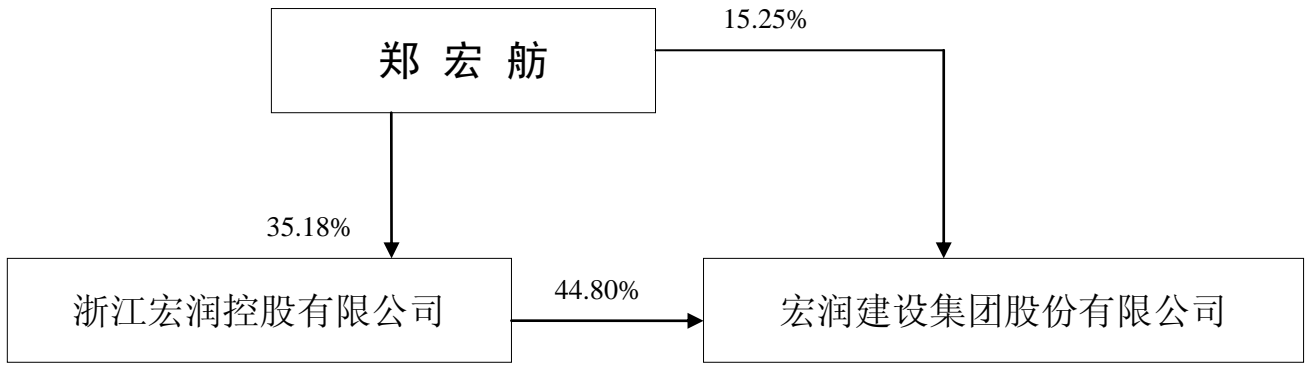 15.25%
郑 宏 舫
35.18%
浙江宏润控股有限公司
44.80%
宏润建设集团股份有限公司